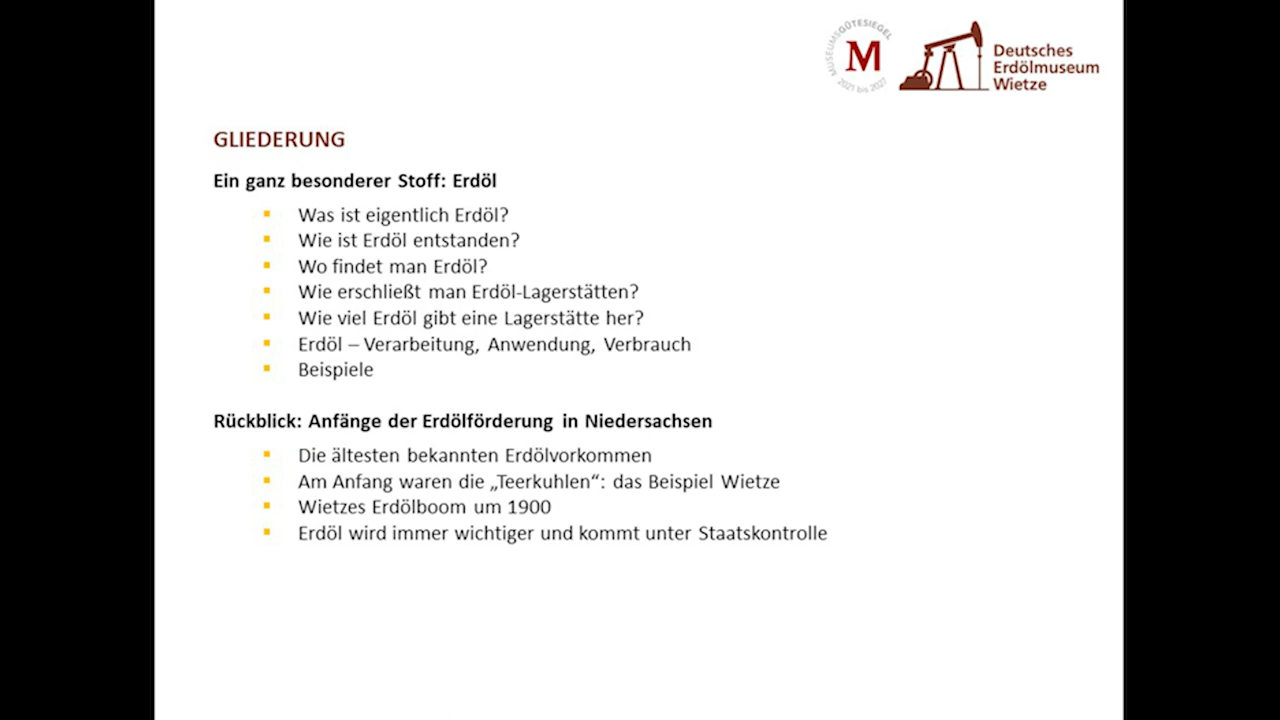 MUSEUMSGÜTESIEGEL
M
2021 bis 2027
Deutsches
Erdölmuseum
Wietze
GLIEDERUNG
Ein ganz besonderer Stoff: Erdöl
Was ist eigentlich Erdöl?
Wie ist Erdöl entstanden?
Wo findet man Erdöl?
Wie erschließt man Erdöl-Lagerstätten?
Wie viel Erdöl gibt eine Lagerstätte her?
Erdöl – Verarbeitung, Anwendung, Verbrauch
Beispiele
Rückblick: Anfänge der Erdölförderung in Niedersachsen
Die ältesten bekannten Erdölvorkommen
Am Anfang waren die „Teerkuhlen“: das Beispiel Wietze
Wietzes Erdölboom um 1900
Erdöl wird immer wichtiger und kommt unter Staatskontrolle